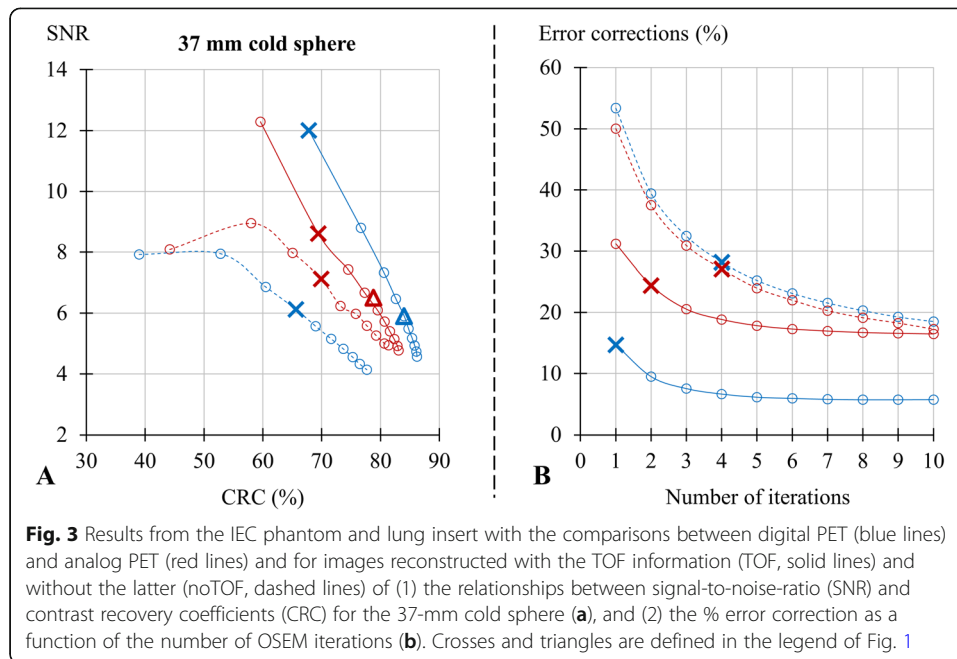 SNR
37 mm cold sphere
14
12
10
8
6
4
2
30 40 50 60 70 80 90
A
CRC (%)
Error corrections (%)
60
50
40
30
20
10
0
0 1 2 3 4 5 6 7 8 9 10
B
Number of iterations
Fig. 3 Results from the IEC phantom and lung insert with the comparisons between digital PET (blue lines)
and analog PET (red lines) and for images reconstructed with the TOF information (TOF, solid lines) and
without the latter (noTOF, dashed lines) of (1) the relationships between signal-to-noise-ratio (SNR) and
contrast recovery coefficients (CRC) for the 37-mm cold sphere (a), and (2) the % error correction as a
function of the number of OSEM iterations (b). Crosses and triangles are defined in the legend of Fig. 1